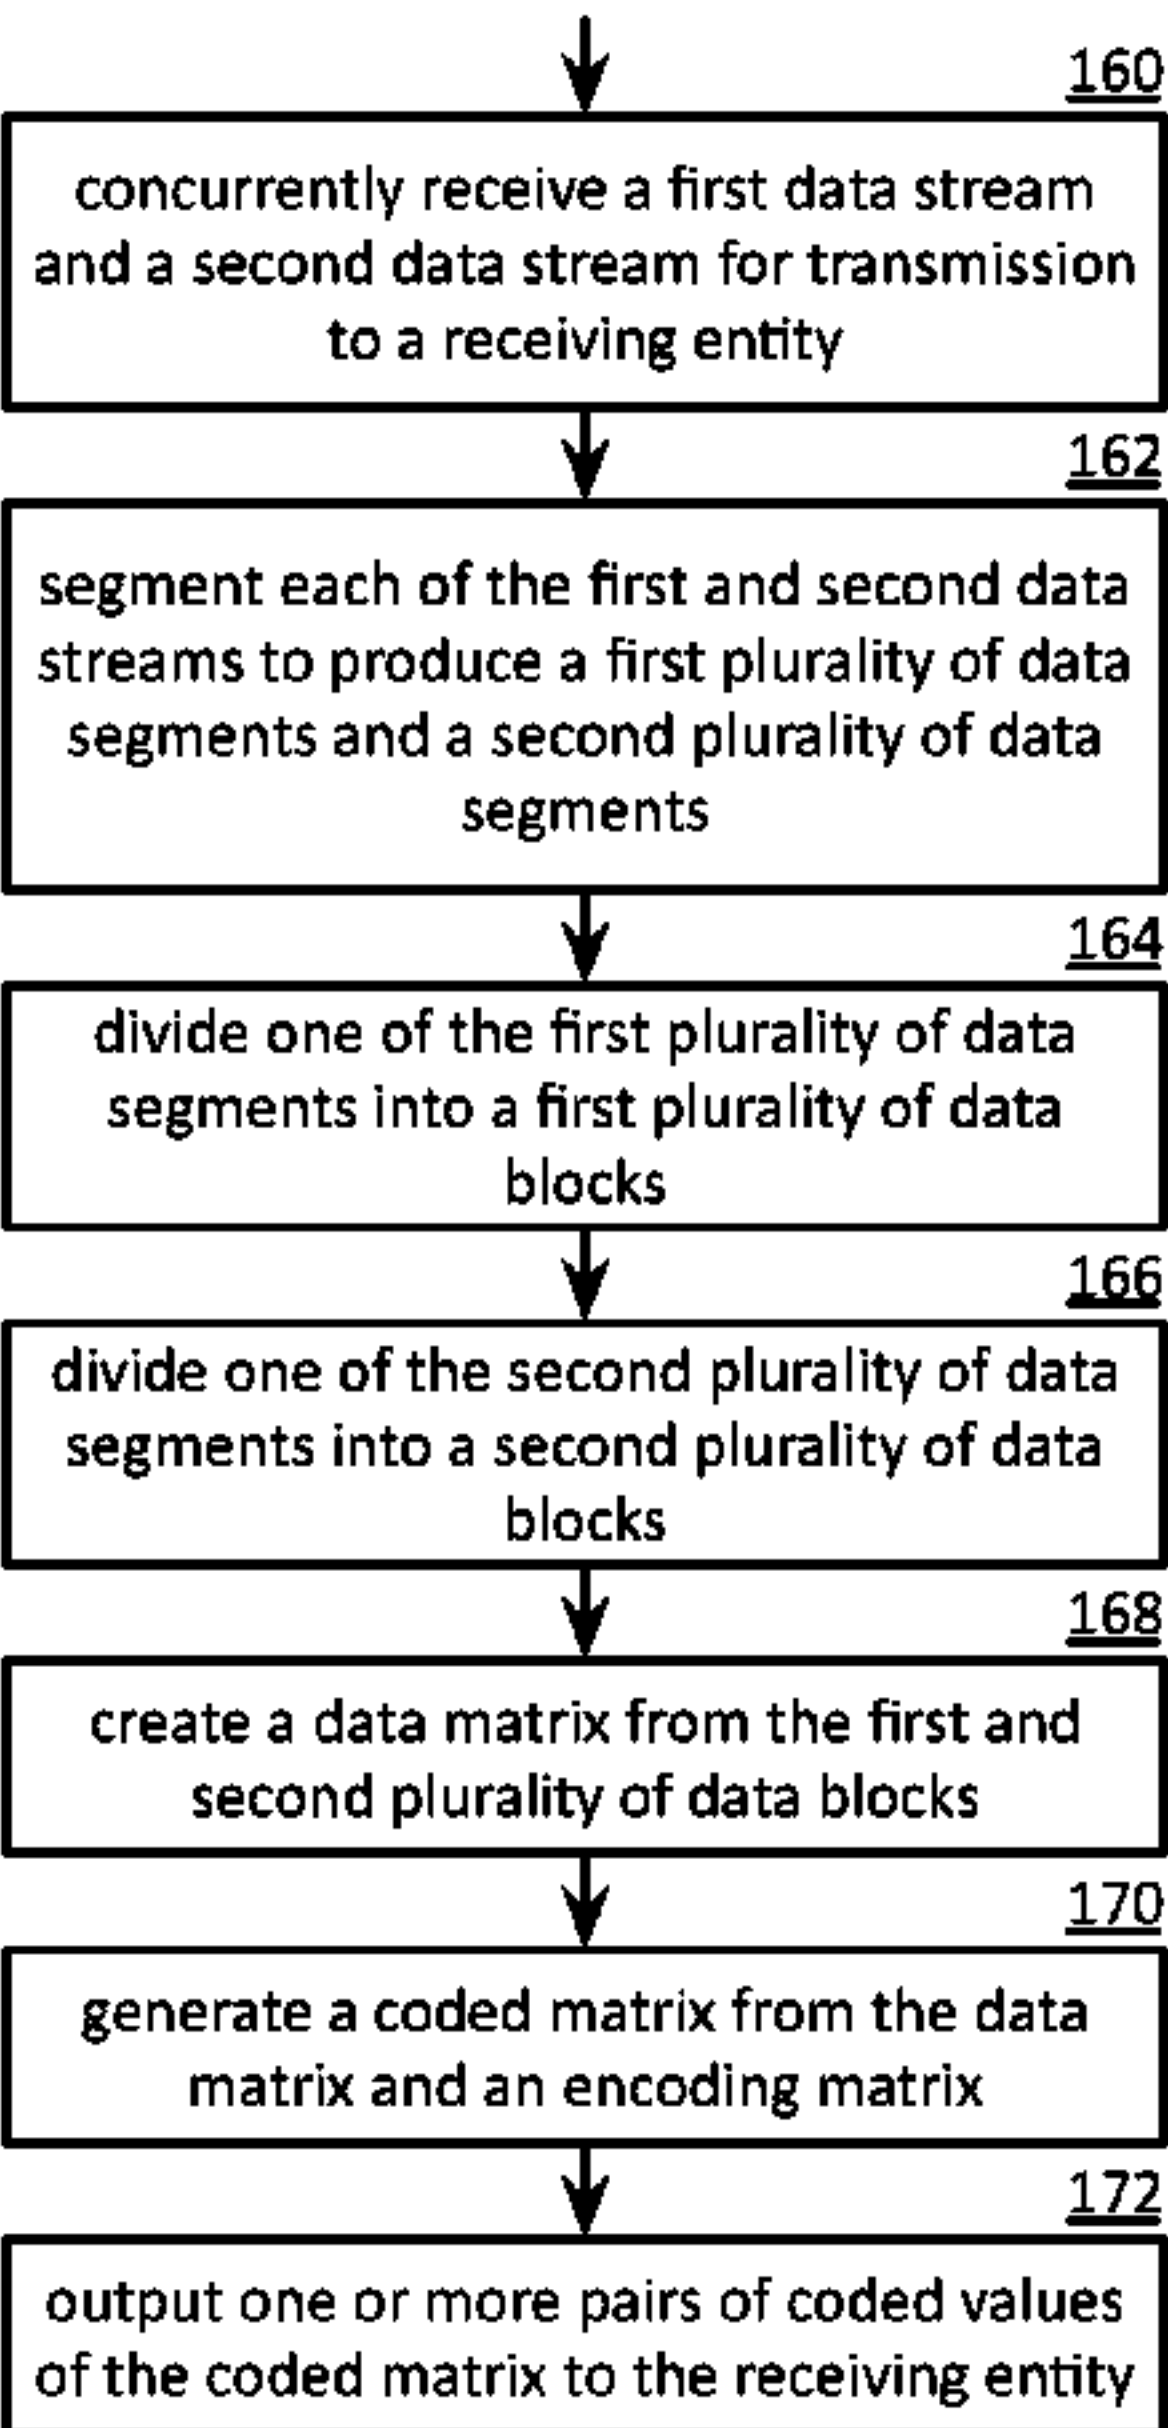 160
concurrently receive a first data stream
and a second data stream for transmission
to a receiving entity
162
segment each of the first and second data
streams to produce a first plurality of data
segments and a second plurality of data
segments
164
divide one of the first plurality of data
segments into a first plurality of data
blocks
166
divide one of the second plurality of data
segments into a second plurality of data
blocks
168
create a data matrix from the first and
second plurality of data blocks
170
generate a coded matrix from the data
matrix and an encoding matrix
172
output one or more pairs of coded values
of the coded matrix to the receiving entity